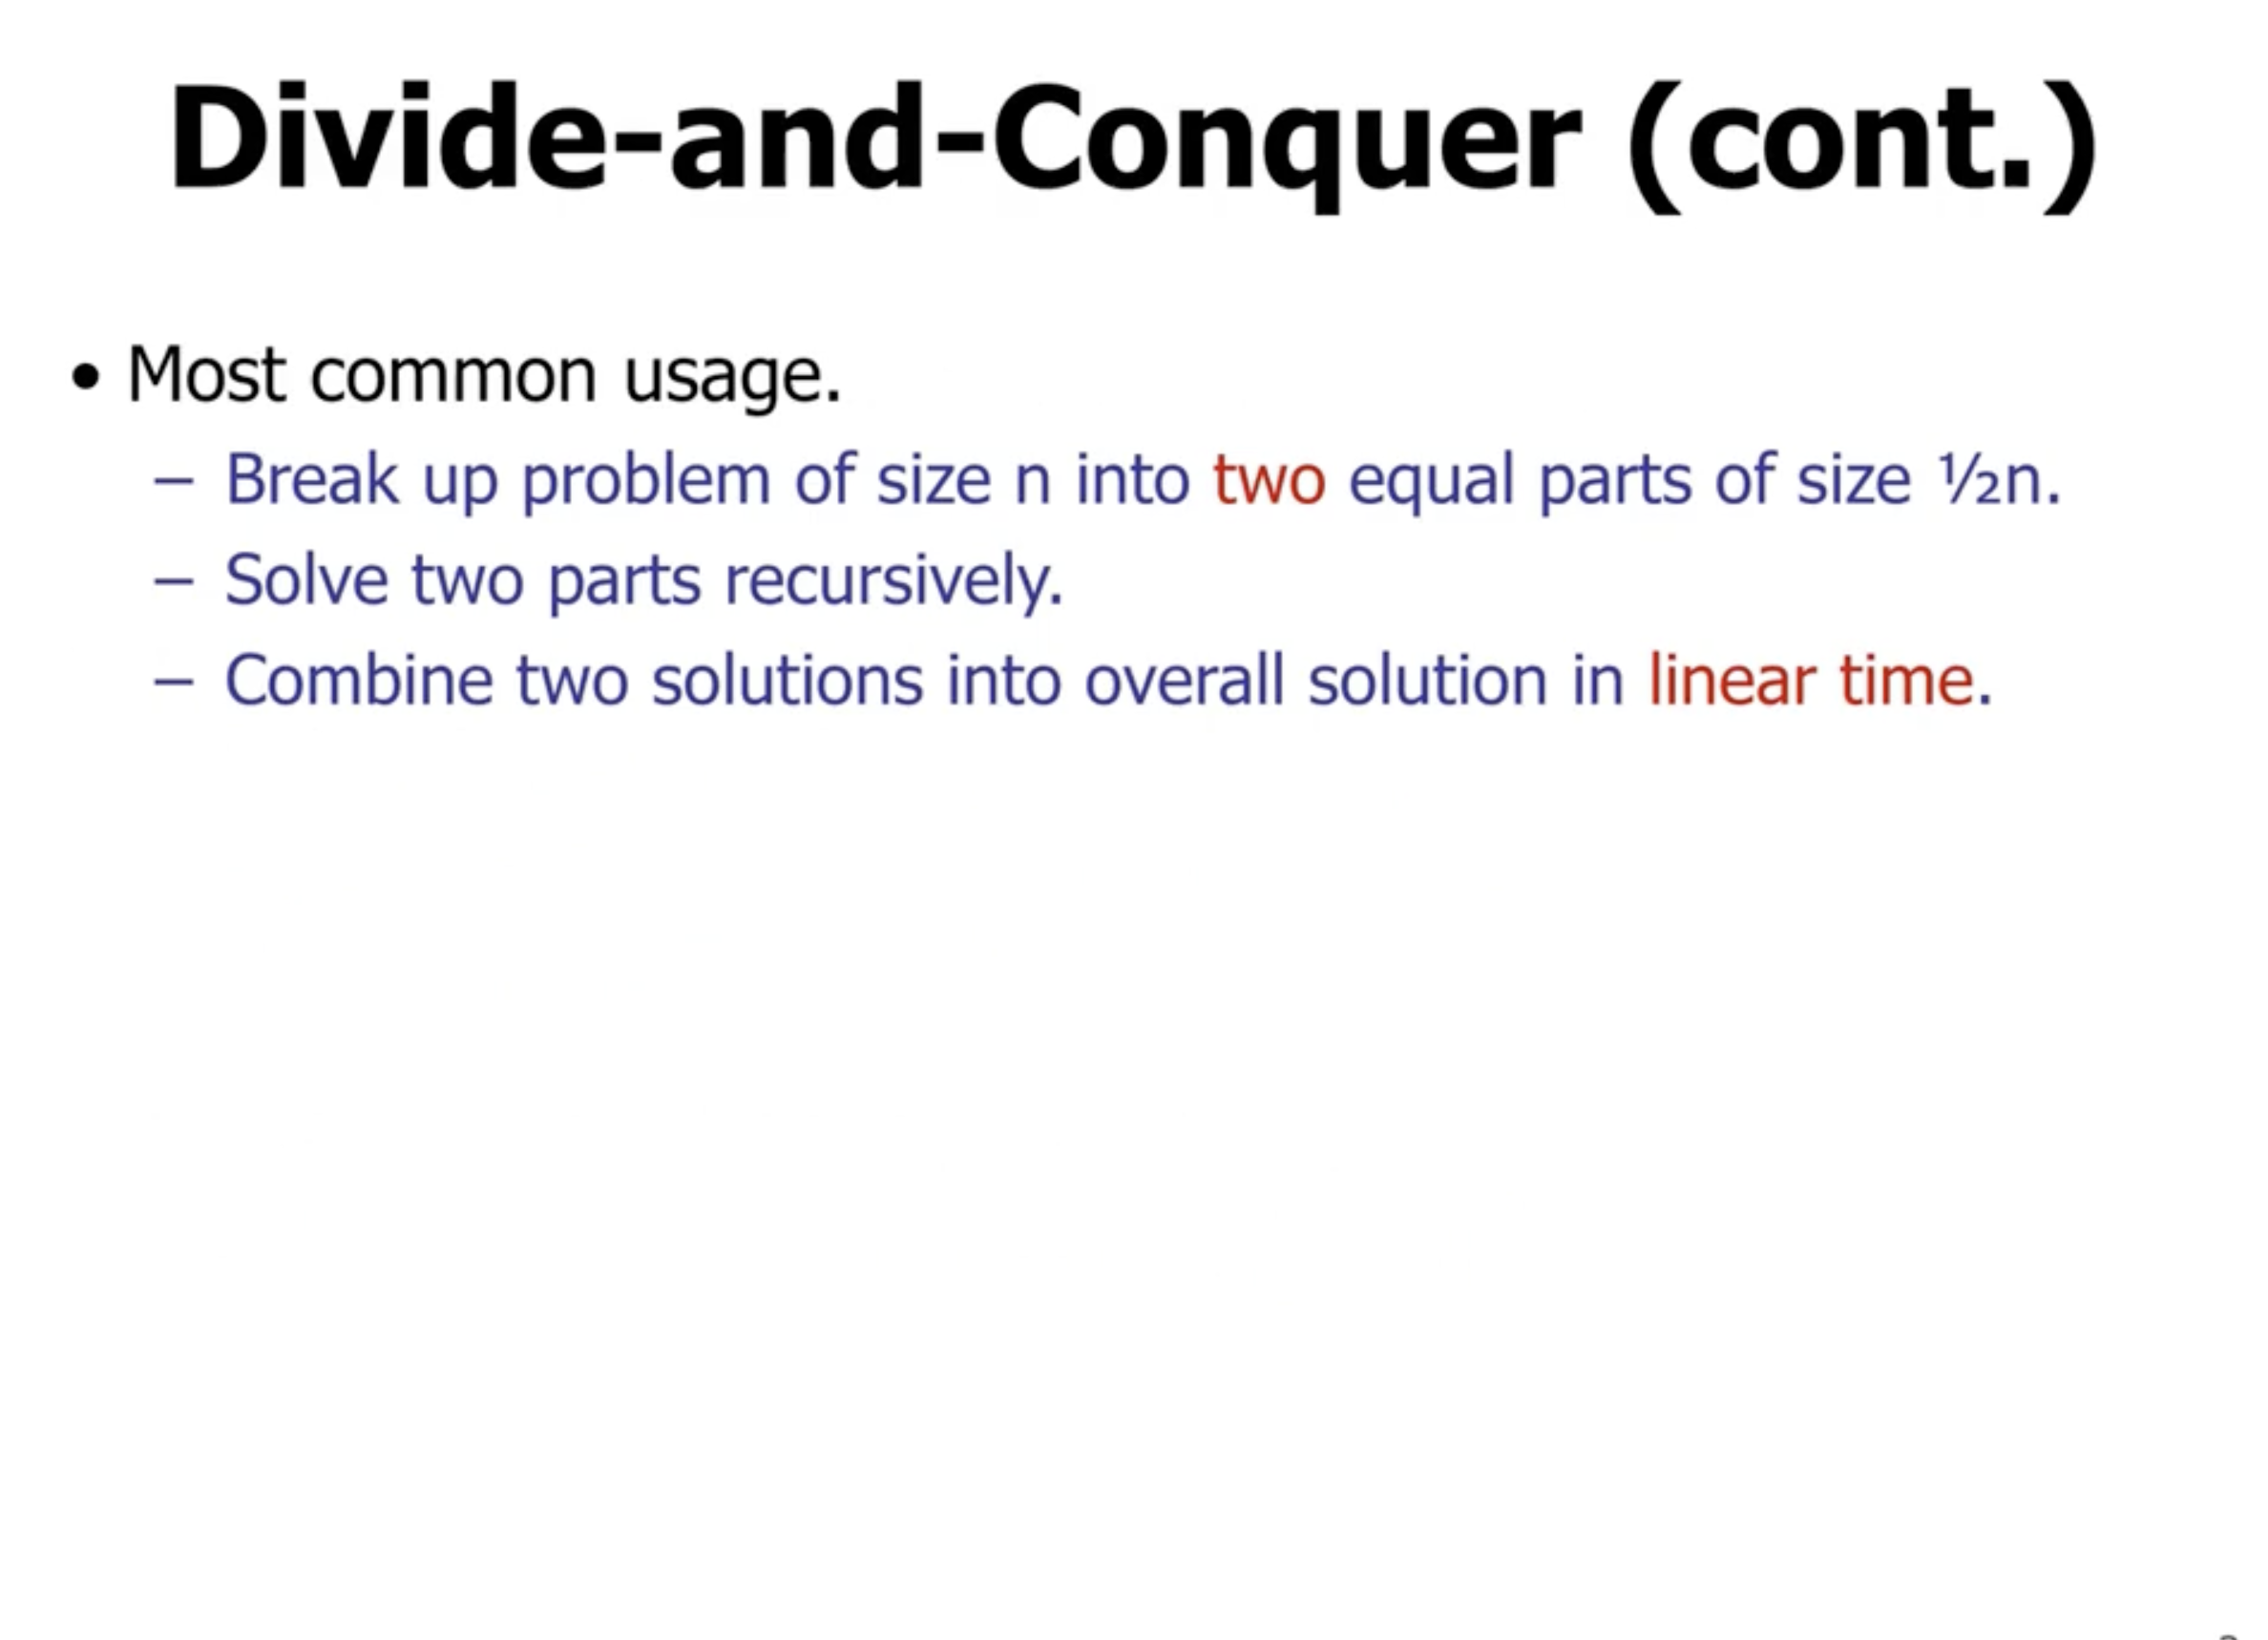 Divide-and-Conquer (cont.)
• Most common usage.
– Break up problem of size n into two equal parts of size ½n.
– Solve two parts recursively.
– Combine two solutions into overall solution in linear time.